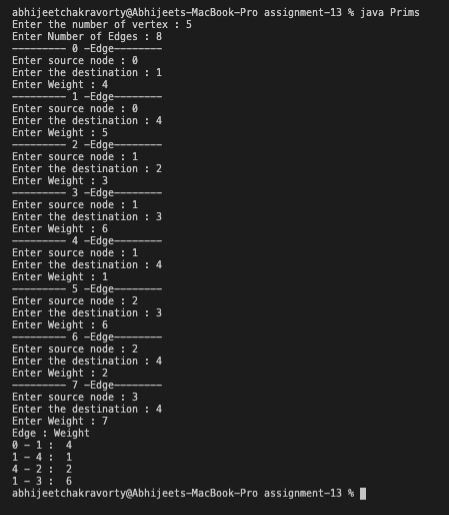 abhijeetchakravorty@Abhijeets-MacBook-Pro assignment-13 % java Prims
Enter the number of vertex : 5
Enter Number of Edges : 8
--------- 0 -Edge--------
Enter source node : 0
Enter the destination : 1
Enter Weight : 4
--------- 1 -Edge--------
Enter source node : 0
Enter the destination : 4
Enter Weight : 5
--------- 2 -Edge--------
Enter source node : 1
Enter the destination : 2
Enter Weight : 3
--------- 3 -Edge--------
Enter source node : 1
Enter the destination : 3
Enter Weight : 6
--------- 4 -Edge--------
Enter source node : 1
Enter the destination : 4
Enter Weight : 1
--------- 5 -Edge--------
Enter source node : 2
Enter the destination : 3
Enter Weight : 6
--------- 6 -Edge--------
Enter source node : 2
Enter the destination : 4
Enter Weight : 2
--------- 7 -Edge--------
Enter source node : 3
Enter the destination : 4
Enter Weight : 7
Edge : Weight
0 - 1 :  4
1 - 4 :  1
4 - 2 :  2
1 - 3 :  6
abhijeetchakravorty@Abhijeets-MacBook-Pro assignment-13 %